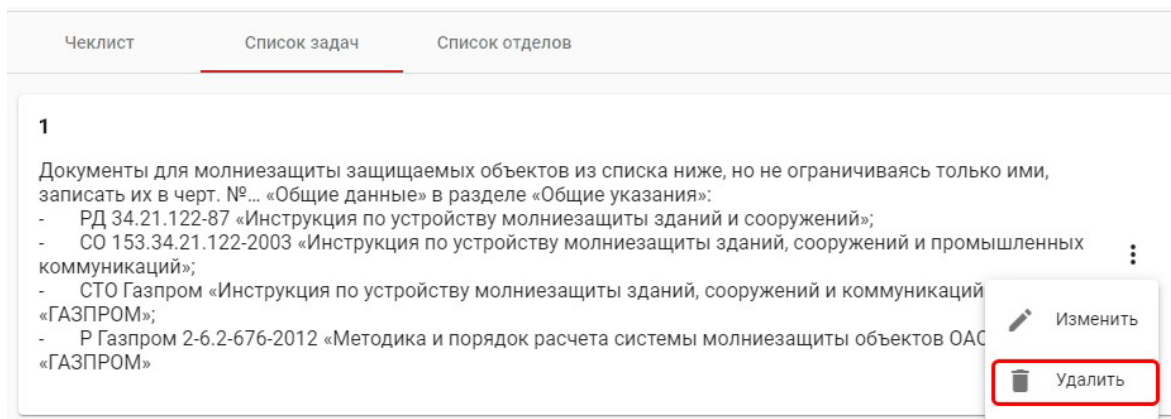 Чеклист Список задач Список отделов
1
Документы для молниезащиты защищаемых объектов из списка ниже, но не ограничиваясь только ими,
записать их в черт. №... «Общие данные» в разделе «Общие указания»:
- РД 34.21.122-87 «Инструкция по устройству молниезащиты зданий и сооружений»;
- СО 153.34.21.122-2003 «Инструкция по устройству молниезащиты зданий, сооружений и промышленных
коммуникаций»;
- СТО Газпром «Инструкция по устройству молниезащиты зданий, сооружений и коммуникаций
«ГАЗПРОМ»;
Изменить
- Р Газпром 2-6.2-676-2012 «Методика и порядок расчета системы молниезащиты объектов ОАО
«ГАЗПРОМ»
Удалить